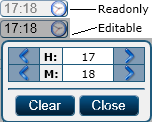 17:18 Readonly
17:18 Editable
H: 17
M: 18
Clear Close